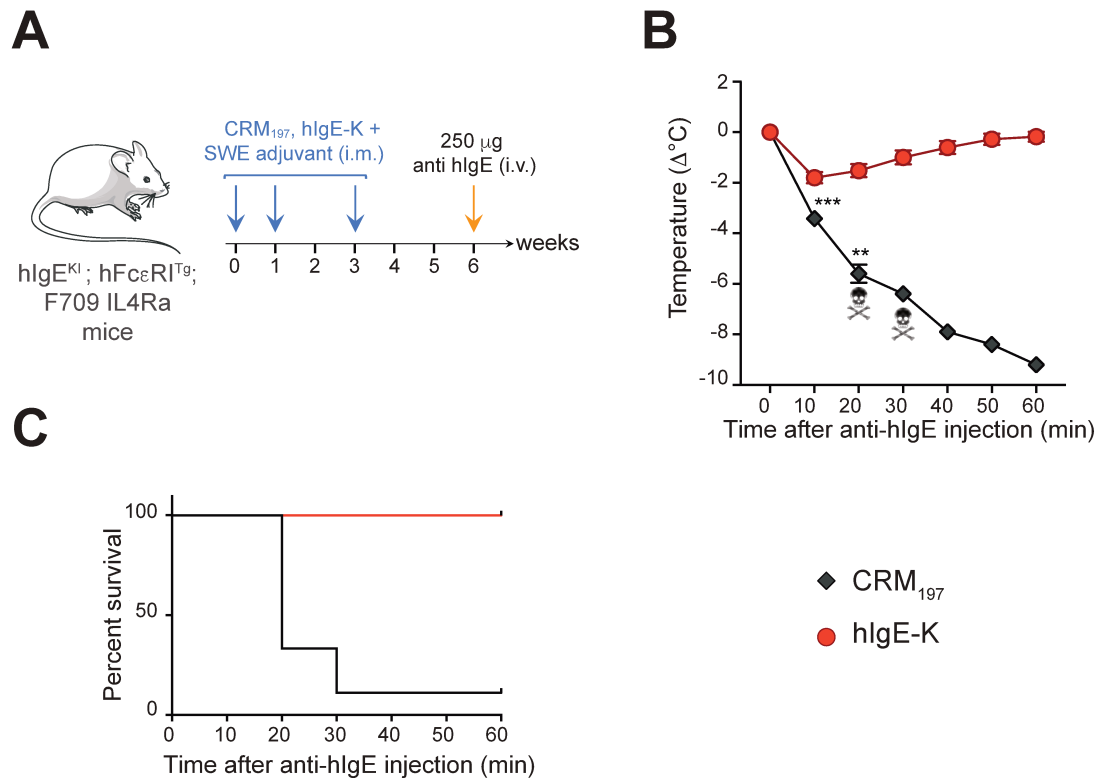 A
CRM₁₉₇, hIgE-K +
SWE adjuvant (i.m.)
250 µg
anti hIgE (i.v.)
0 1 2 3 4 5 6 weeks
hIgEᴷᴵ ; hFcεRIᵀᵍ;
F709 IL4Ra
mice
B
Temperature (Δ°C)
2
0
-2
-4
-6
-8
-10
***
**
0 10 20 30 40 50 60
Time after anti-hIgE injection (min)
C
Percent survival
100
50
0
0 10 20 30 40 50 60
Time after anti-hIgE injection (min)
CRM₁₉₇
hIgE-K